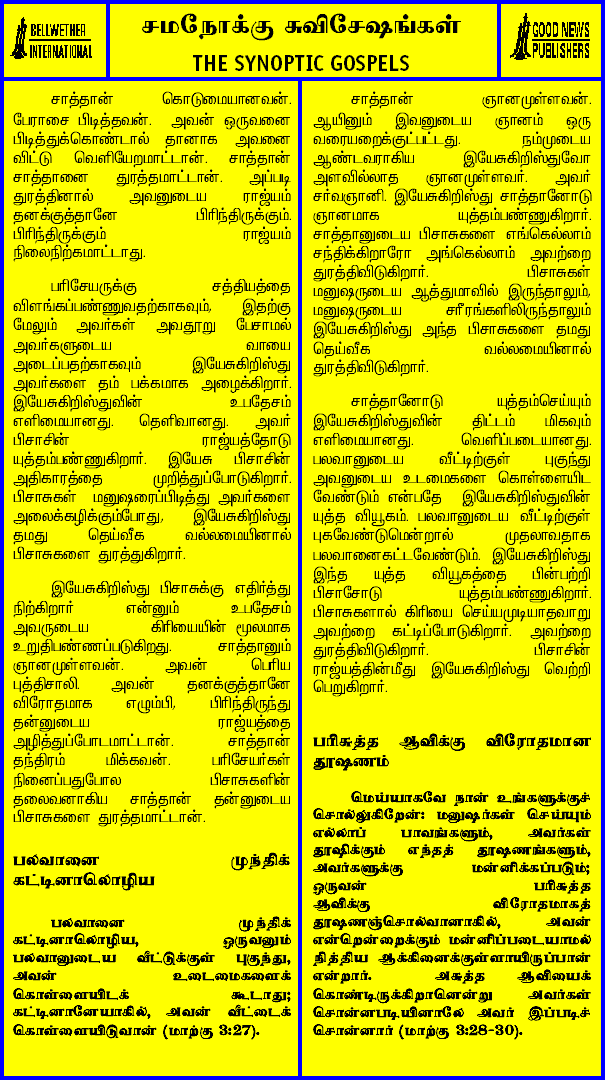 BELLWETHER
INTERNATIONAL
சமநோக்கு சுவிசேஷங்கள்
THE SYNOPTIC GOSPELS
GOOD NEWS
PUBLISHERS
சாத்தான் கொடுமையானவன்.
பேராசை பிடித்தவன். அவன் ஒருவனை
பிடித்துக்கொண்டால் தானாக அவனை
விட்டு வெளியேறமாட்டான். சாத்தான்
சாத்தானை துரத்தமாட்டான். அப்படி
துரத்தினால் அவனுடைய ராஜ்யம்
தனக்குத்தானே பிரிந்திருக்கும்.
பிரிந்திருக்கும் ராஜ்யம்
நிலைநிற்கமாட்டாது.
பரிசேயருக்கு சத்தியத்தை
விளங்கப்பண்ணுவதற்காகவும், இதற்கு
மேலும் அவர்கள் அவதூறு பேசாமல்
அவர்களுடைய வாயை
அடைப்பதற்காகவும் இயேசுகிறிஸ்து
அவர்களை தம் பக்கமாக அழைக்கிறார்.
இயேசுகிறிஸ்துவின் உபதேசம்
எளிமையானது. தெளிவானது. அவர்
பிசாசின் ராஜ்யத்தோடு
யுத்தம்பண்ணுகிறார். இயேசு பிசாசின்
அதிகாரத்தை முறித்துப்போடுகிறார்.
பிசாசுகள் மனுஷரைப்பிடித்து அவர்களை
அலைக்கழிக்கும்போது, இயேசுகிறிஸ்து
தமது தெய்வீக வல்லமையினால்
பிசாசுகளை துரத்துகிறார்.
இயேசுகிறிஸ்து பிசாசுக்கு எதிர்த்து
நிற்கிறார் என்னும் உபதேசம்
அவருடைய கிரியையின் மூலமாக
உறுதிபண்ணப்படுகிறது. சாத்தானும்
ஞானமுள்ளவன். அவன் பெரிய
புத்திசாலி. அவன் தனக்குத்தானே
விரோதமாக எழும்பி, பிரிந்திருந்து
தன்னுடைய ராஜ்யத்தை
அழித்துப்போடமாட்டான். சாத்தான்
தந்திரம் மிக்கவன். பரிசேயர்கள்
நினைப்பதுபோல பிசாசுகளின்
தலைவனாகிய சாத்தான் தன்னுடைய
பிசாசுகளை துரத்தமாட்டான்.
பலவானை முந்திக்
கட்டினாலொழிய
பலவானை முந்திக்
கட்டினாலொழிய, ஒருவனும்
பலவானுடைய வீட்டுக்குள் புகுந்து,
அவன் உடைமைகளைக்
கொள்ளையிடக் கூடாது;
கட்டினானேயாகில், அவன் வீட்டைக்
கொள்ளையிடுவான் (மாற்கு 3:27).
சாத்தான் ஞானமுள்ளவன்.
ஆயினும் இவனுடைய ஞானம் ஒரு
வரையறைக்குட்பட்டது. நம்முடைய
ஆண்டவராகிய இயேசுகிறிஸ்துவோ
அளவில்லாத ஞானமுள்ளவர். அவர்
சர்வஞானி. இயேசுகிறிஸ்து சாத்தானோடு
ஞானமாக யுத்தம்பண்ணுகிறார்.
சாத்தானுடைய பிசாசுகளை எங்கெல்லாம்
சந்திக்கிறாரோ அங்கெல்லாம் அவற்றை
துரத்திவிடுகிறார். பிசாசுகள்
மனுஷருடைய ஆத்துமாவில் இருந்தாலும்,
மனுஷருடைய சரீரங்களிலிருந்தாலும்
இயேசுகிறிஸ்து அந்த பிசாசுகளை தமது
தெய்வீக வல்லமையினால்
துரத்திவிடுகிறார்.
சாத்தானோடு யுத்தம்செய்யும்
இயேசுகிறிஸ்துவின் திட்டம் மிகவும்
எளிமையானது. வெளிப்படையானது.
பலவானுடைய வீட்டிற்குள் புகுந்து
அவனுடைய உடமைகளை கொள்ளையிட
வேண்டும் என்பதே இயேசுகிறிஸ்துவின்
யுத்த வியூகம். பலவானுடைய வீட்டிற்குள்
புகவேண்டுமென்றால் முதலாவதாக
பலவானைகட்டவேண்டும். இயேசுகிறிஸ்து
இந்த யுத்த வியூகத்தை பின்பற்றி
பிசாசோடு யுத்தம்பண்ணுகிறார்.
பிசாசுகளால் கிரியை செய்யமுடியாதவாறு
அவற்றை கட்டிப்போடுகிறார். அவற்றை
துரத்திவிடுகிறார். பிசாசின்
ராஜ்யத்தின்மீது இயேசுகிறிஸ்து வெற்றி
பெறுகிறார்.
பரிசுத்த ஆவிக்கு விரோதமான
தூஷணம்
மெய்யாகவே நான் உங்களுக்குச்
சொல்லுகிறேன்: மனுஷர்கள் செய்யும்
எல்லாப் பாவங்களும், அவர்கள்
தூஷிக்கும் எந்தத் தூஷணங்களும்,
அவர்களுக்கு மன்னிக்கப்படும்;
ஒருவன் பரிசுத்த
ஆவிக்கு விரோதமாகத்
தூஷணஞ்சொல்வானாகில், அவன்
என்றென்றைக்கும் மன்னிப்படையாமல்
நித்திய ஆக்கினைக்குள்ளாயிருப்பான்
என்றார். அசுத்த ஆவியைக்
கொண்டிருக்கிறானென்று அவர்கள்
சொன்னபடியினாலே அவர் இப்படிச்
சொன்னார் (மாற்கு 3:28-30).